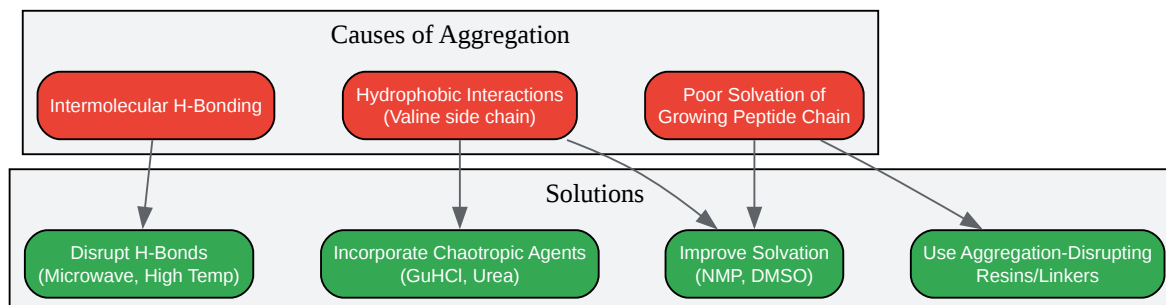 Causes of Aggregation
Intermolecular H-Bonding
Hydrophobic Interactions
(Valine side chain)
Poor Solvation of
Growing Peptide Chain
Solutions
Disrupt H-Bonds
(Microwave, High Temp)
Incorporate Chaotropic Agents
(GuHCl, Urea)
Improve Solvation
(NMP, DMSO)
Use Aggregation-Disrupting
Resins/Linkers